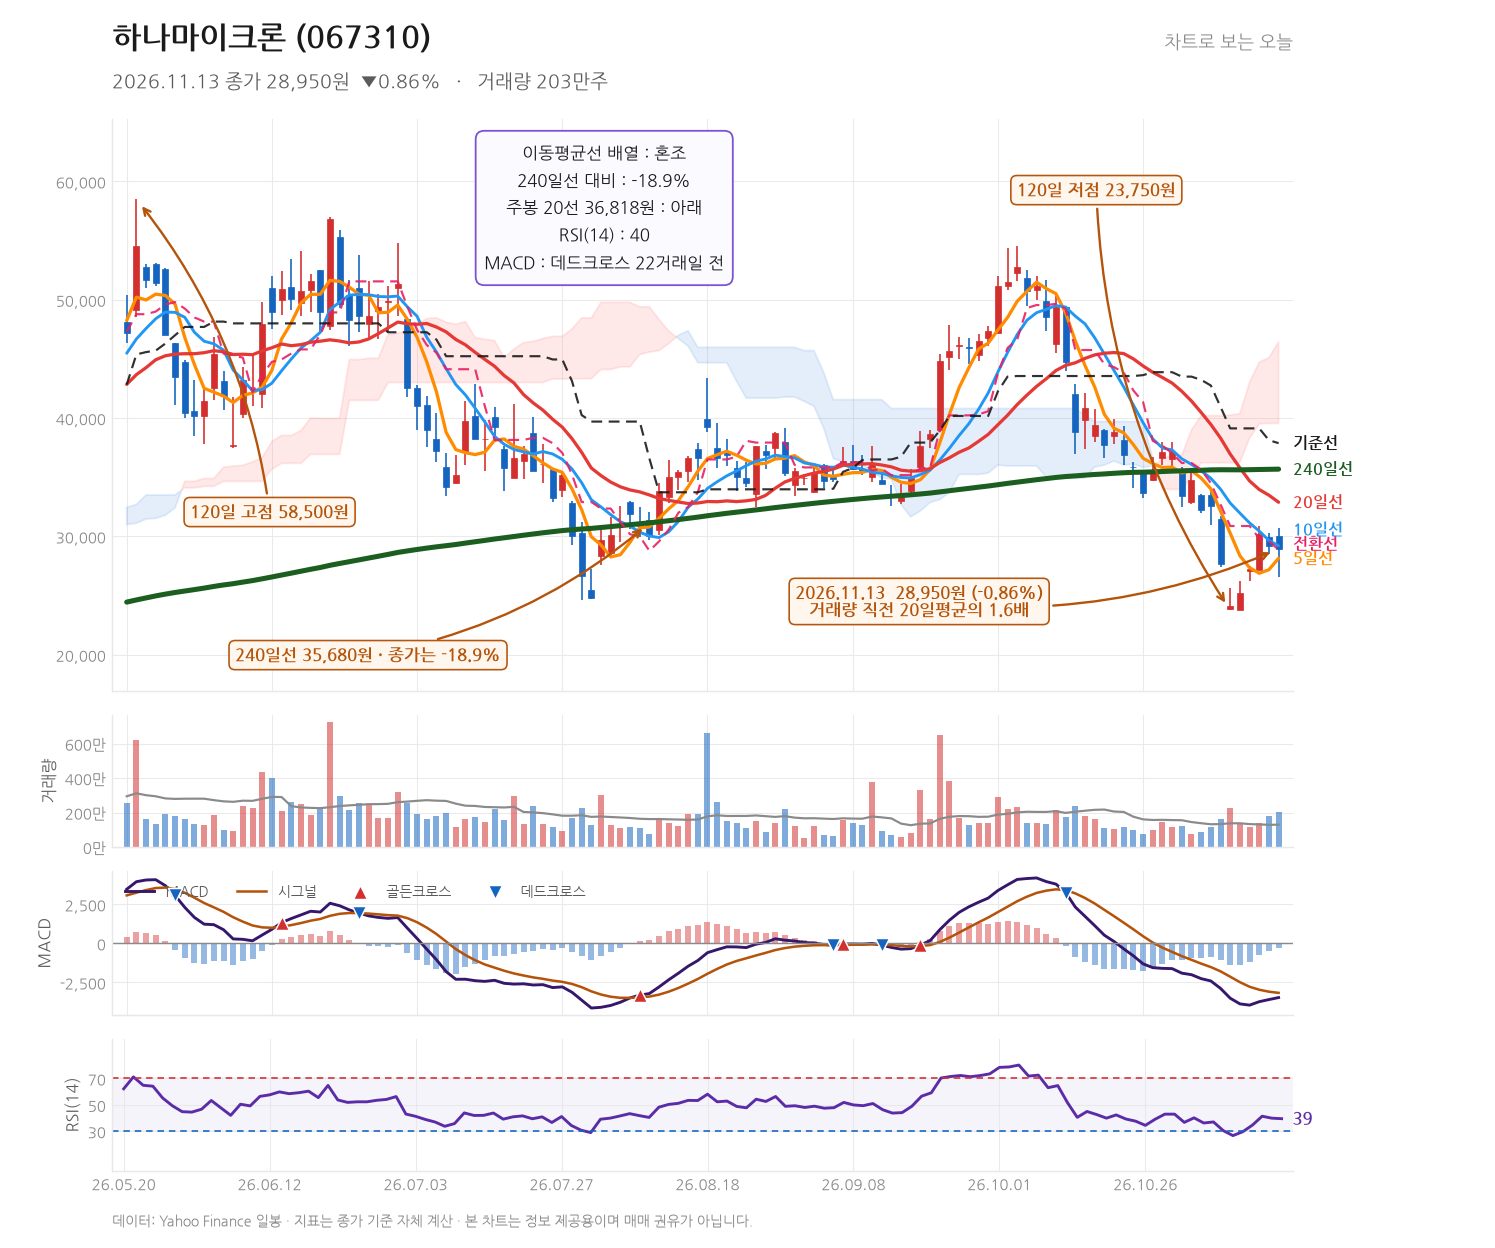 하나마이크론 (067310)
차트로 보는 오늘
2026.11.13 종가 28,950원 ▼0.86% · 거래량 203만주
이동평균선 배열 : 혼조
240일선 대비 : -18.9%
주봉 20선 36,818원 : 아래
RSI(14) : 40
MACD : 데드크로스 22거래일 전
120일 저점 23,750원
60,000
50,000
40,000
30,000
20,000
기준선
240일선
20일선
10일선
전환선
5일선
120일 고점 58,500원
2026.11.13 28,950원 (-0.86%)
거래량 직전 20일평균의 1.6배
240일선 35,680원 · 종가는 -18.9%
거래량
600만
400만
200만
0만
MACD
MACD
시그널
골든크로스
데드크로스
2,500
0
-2,500
RSI(14)
70
50
30
39
26.05.20
26.06.12
26.07.03
26.07.27
26.08.18
26.09.08
26.10.01
26.10.26
데이터: Yahoo Finance 일봉 · 지표는 종가 기준 자체 계산 · 본 차트는 정보 제공용이며 매매 권유가 아닙니다.